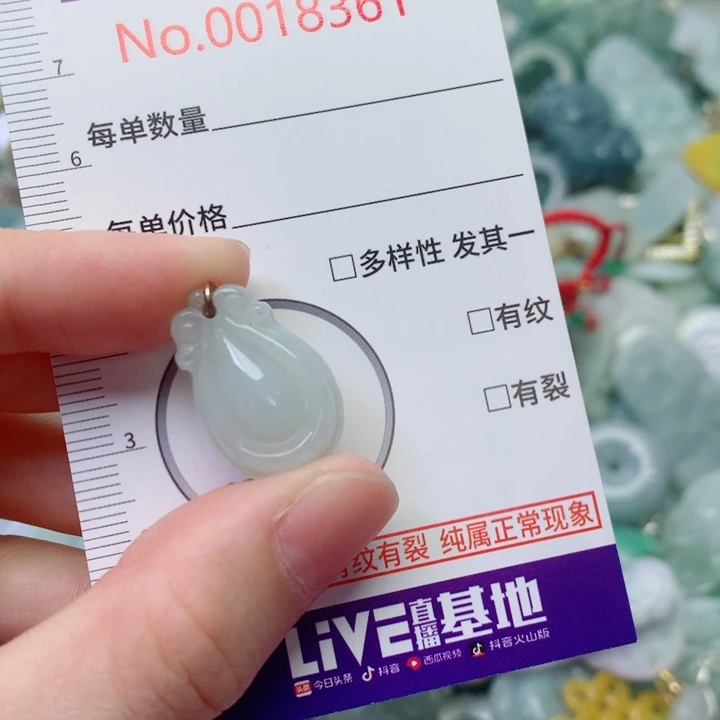 No.0018361
7
每单数量
6
每单价格
□多样性 发其一
□有纹
□有裂
3
有纹有裂 纯属正常现象
LiVE直播基地
头条 今日头条 抖音 西瓜视频 抖音火山版